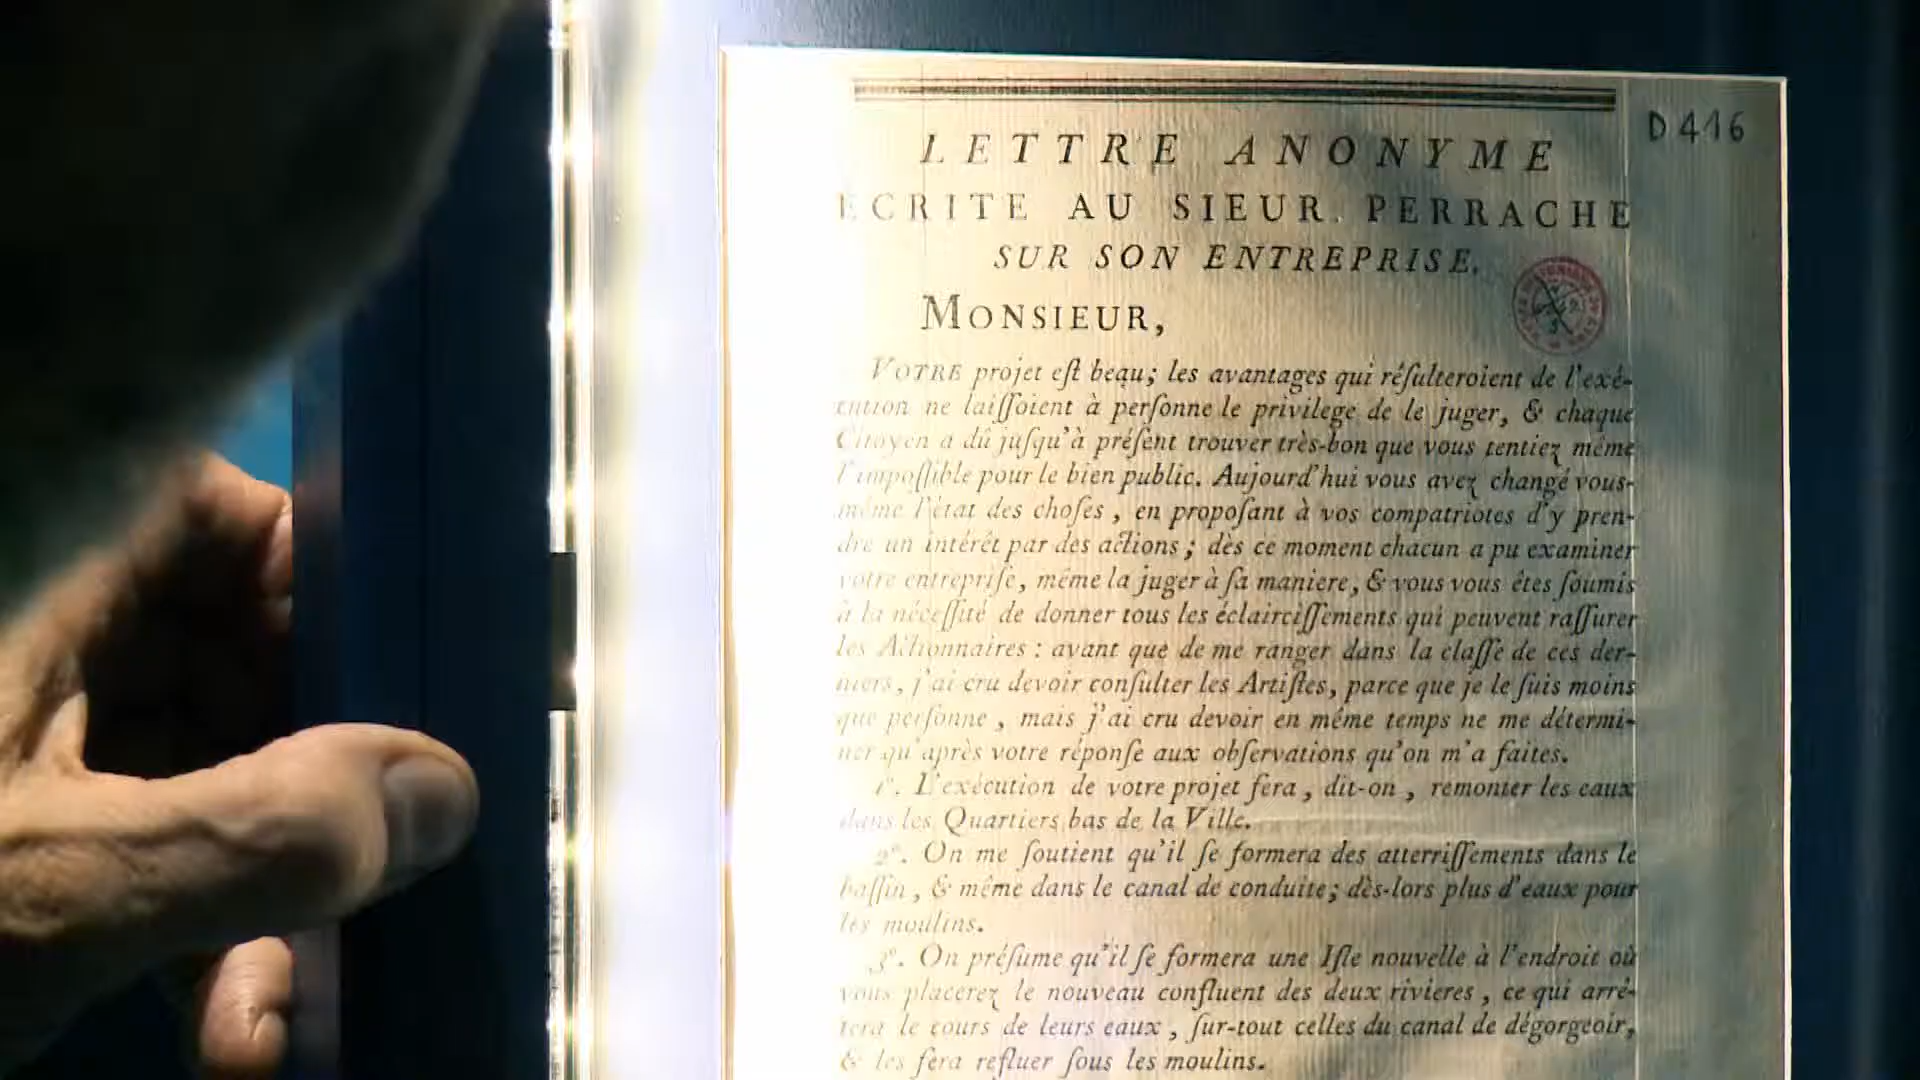 LETTRE ANONYME
D 416
ECRITE AU SIEUR PERRACHE
SUR SON ENTREPRISE.
MONSIEUR,
VOTRE projet eſt beau; les avantages qui réſulteroient de l'exé-
cution ne laiſſoient à perſonne le privilege de le juger, & chaque
Citoyen a dû juſqu'à préſent trouver très-bon que vous tentiez même
l'impoſſible pour le bien public. Aujourd'hui vous avez changé vous-
même l'état des choſes, en propoſant à vos compatriotes d'y pren-
dre un intérêt par des actions; dès ce moment chacun a pu examiner
votre entrepriſe, même la juger à ſa maniere, & vous vous êtes ſoumis
à la néceſſité de donner tous les éclairciſſements qui peuvent raſſurer
les Actionnaires: avant que de me ranger dans la claſſe de ces der-
niers, j'ai cru devoir conſulter les Artiſtes, parce que je le ſuis moins
que perſonne, mais j'ai cru devoir en même temps ne me détermi-
ner qu'après votre réponſe aux obſervations qu'on m'a faites.
1°. L'exécution de votre projet fera, dit-on, remonter les eaux
dans les Quartiers bas de la Ville.
2°. On me ſoutient qu'il ſe formera des atterriſſements dans le
baſſin, & même dans le canal de conduite; dès-lors plus d'eaux pour
les moulins.
3°. On préſume qu'il ſe formera une Iſle nouvelle à l'endroit où
vous placerez le nouveau confluent des deux rivieres, ce qui arrê-
tera le cours de leurs eaux, ſur-tout celles du canal de dégorgeoir,
& les fera refluer ſous les moulins.